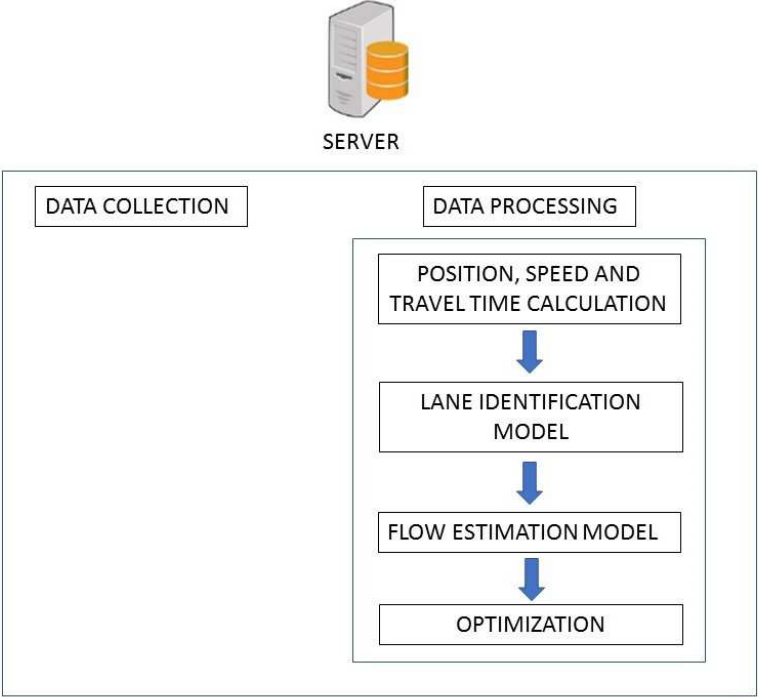 SERVER
DATA COLLECTION
DATA PROCESSING
POSITION, SPEED AND
TRAVEL TIME CALCULATION
LANE IDENTIFICATION
MODEL
FLOW ESTIMATION MODEL
OPTIMIZATION